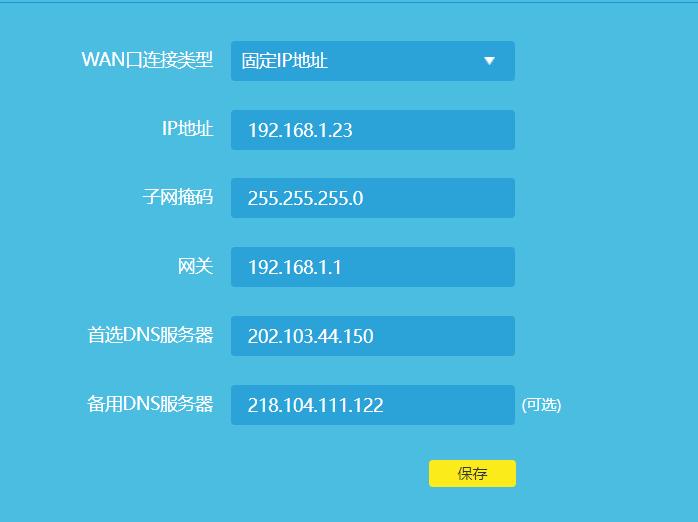 WAN口连接类型 固定IP地址
IP地址 192.168.1.23
子网掩码 255.255.255.0
网关 192.168.1.1
首选DNS服务器 202.103.44.150
备用DNS服务器 218.104.111.122 (可选)
保存